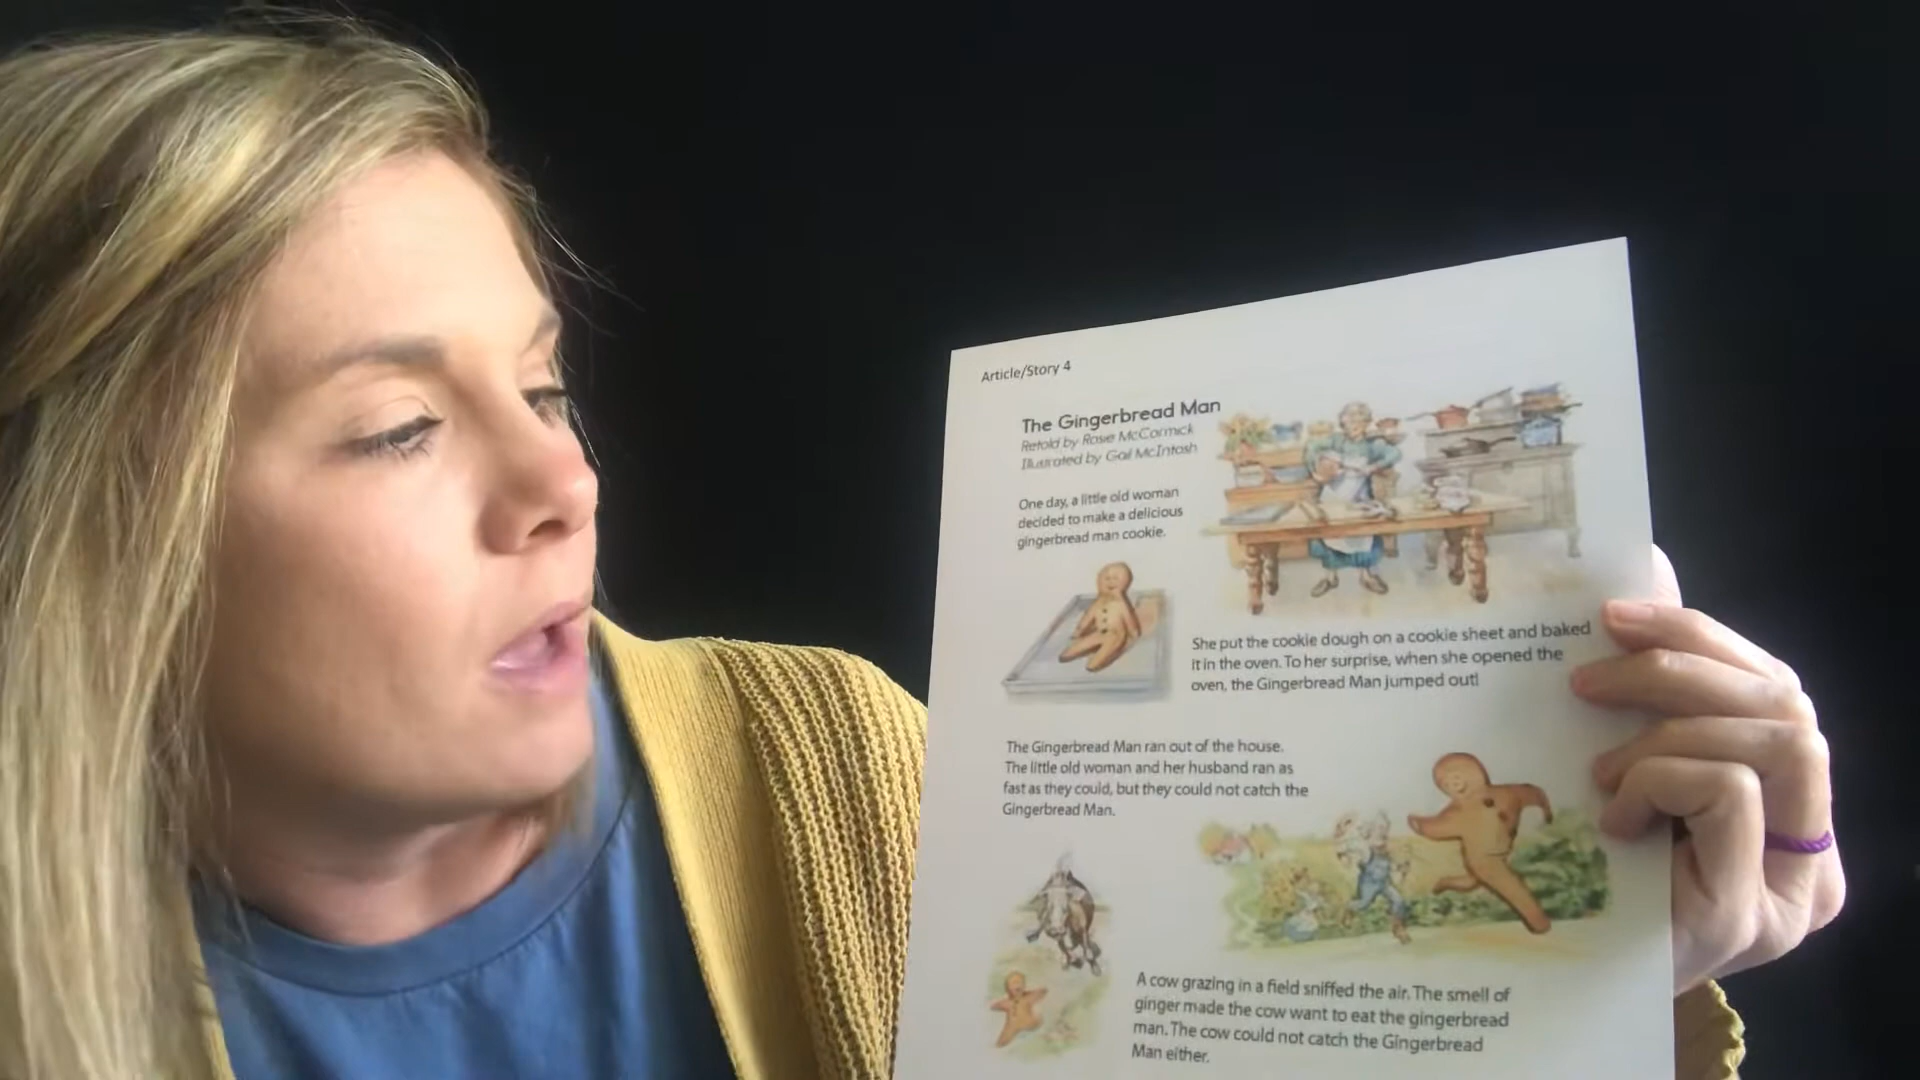 Article/Story 4
The Gingerbread Man
Retold by Rosie McCormick
Illustrated by Gail McIntosh
One day, a little old woman
decided to make a delicious
gingerbread man cookie.
She put the cookie dough on a cookie sheet and baked
it in the oven. To her surprise, when she opened the
oven, the Gingerbread Man jumped out!
The Gingerbread Man ran out of the house.
The little old woman and her husband ran as
fast as they could, but they could not catch the
Gingerbread Man.
A cow grazing in a field sniffed the air. The smell of
ginger made the cow want to eat the gingerbread
man. The cow could not catch the Gingerbread
Man either.